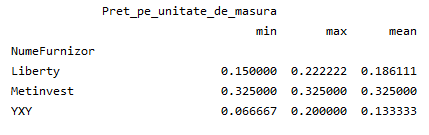 Pret_pe_unitate_de_masura
min max mean
NumeFurnizor
Liberty 0.150000 0.222222 0.186111
Metinvest 0.325000 0.325000 0.325000
YXY 0.066667 0.200000 0.133333